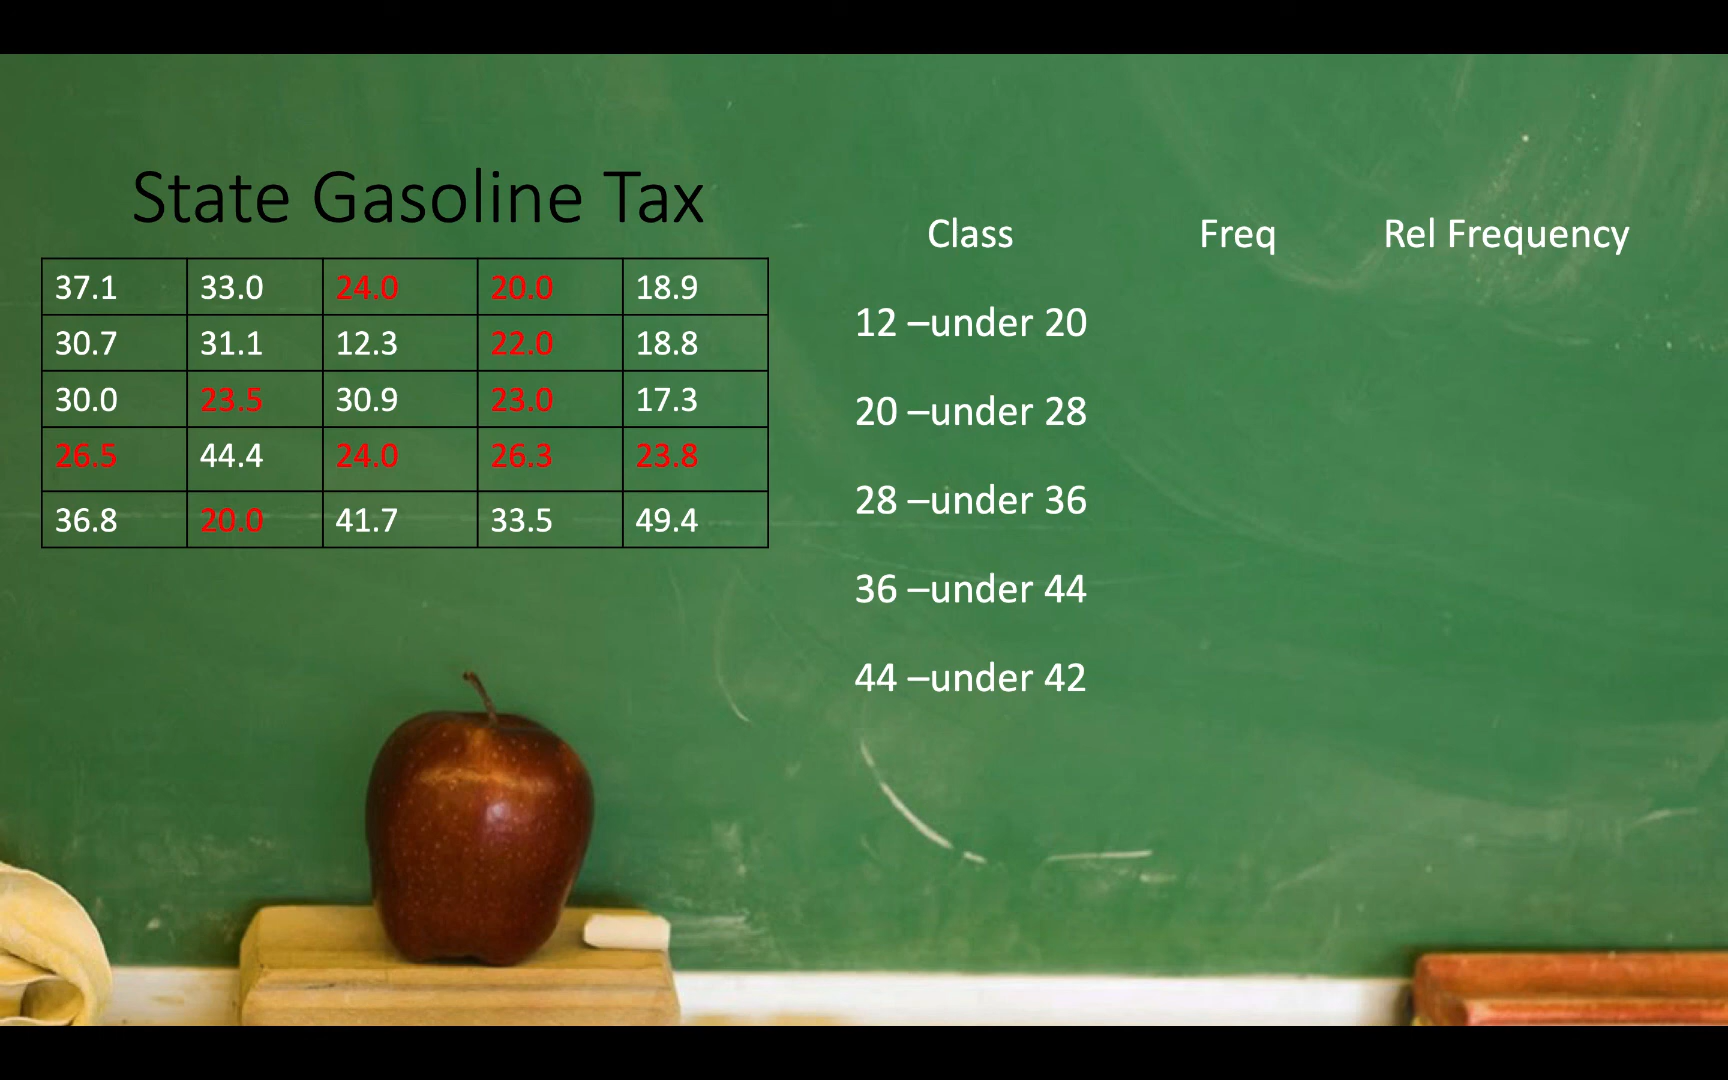 State Gasoline Tax
37.1 33.0 24.0 20.0 18.9
30.7 31.1 12.3 22.0 18.8
30.0 23.5 30.9 23.0 17.3
26.5 44.4 24.0 26.3 23.8
36.8 20.0 41.7 33.5 49.4
Class Freq Rel Frequency
12 –under 20
20 –under 28
28 –under 36
36 –under 44
44 –under 42